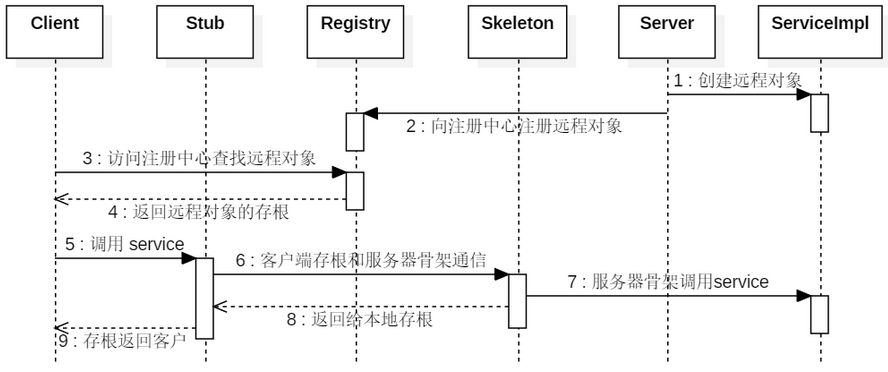 Client
Stub
Registry
Skeleton
Server
ServiceImpl
1 : 创建远程对象
2 : 向注册中心注册远程对象
3 : 访问注册中心查找远程对象
4 : 返回远程对象的存根
5 : 调用 service
6 : 客户端存根和服务器骨架通信
7 : 服务器骨架调用service
8 : 返回给本地存根
9 : 存根返回客户